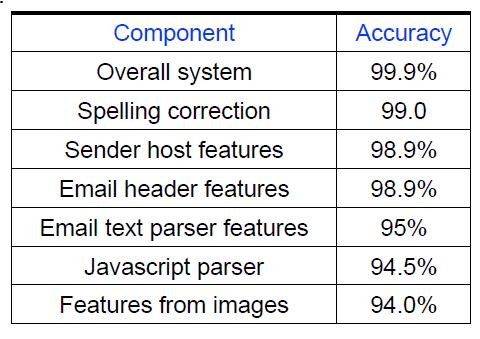 Component Accuracy
Overall system 99.9%
Spelling correction 99.0
Sender host features 98.9%
Email header features 98.9%
Email text parser features 95%
Javascript parser 94.5%
Features from images 94.0%